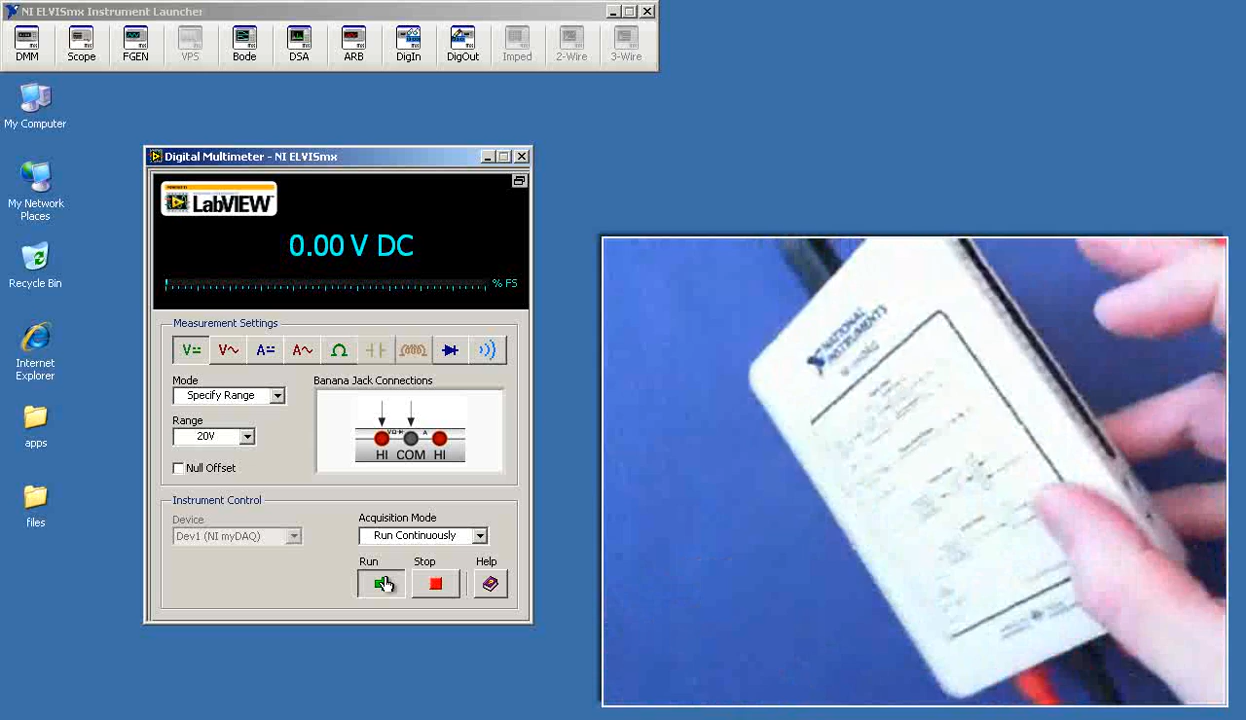 NI ELVISmx Instrument Launcher
DMM Scope FGEN VPS Bode DSA ARB DigIn DigOut Imped 2-Wire 3-Wire
My Computer
My Network
Places
Recycle Bin
Internet
Explorer
apps
files
Digital Multimeter - NI ELVISmx
LabVIEW
0.00 V DC
% FS
Measurement Settings
V V A A Ω
Mode
Specify Range
Range
20V
Null Offset
Banana Jack Connections
HI COM HI
Instrument Control
Device
Dev1 (NI myDAQ)
Acquisition Mode
Run Continuously
Run Stop Help
NATIONAL
INSTRUMENTS